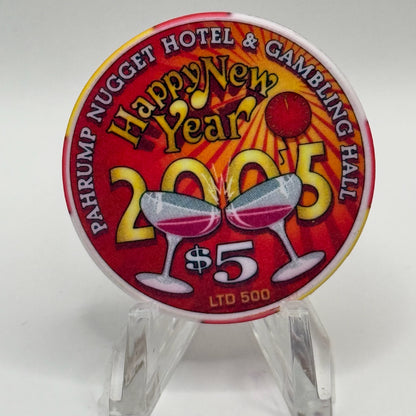 PAHRUMP NUGGET HOTEL & GAMBLING HALL
Happy New
Year
2005
$5
LTD 500